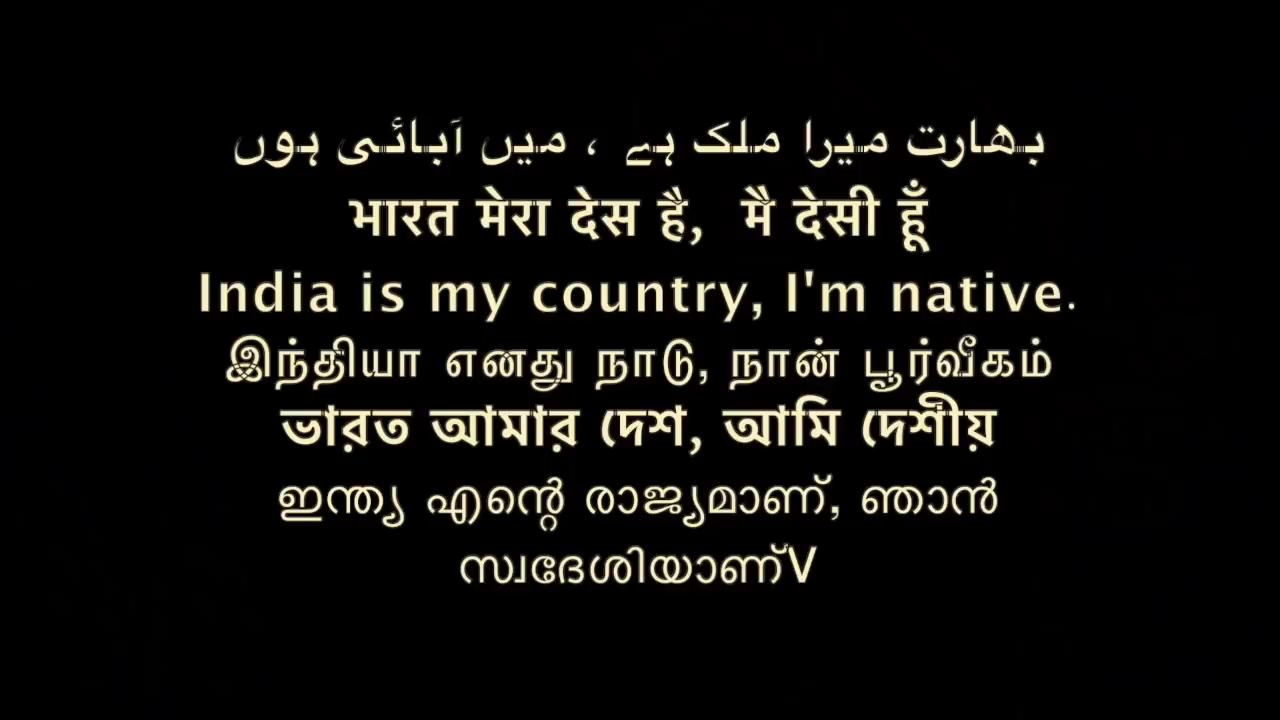 بھارت میرا ملک ہے ، میں آبائی ہوں
भारत मेरा देस है, मै देसी हूँ
India is my country, I'm native.
இந்தியா எனது நாடு, நான் பூர்வீகம்
ভারত আমার দেশ, আমি দেশীয়
ഇന്ത്യ എന്റെ രാജ്യമാണ്, ഞാൻ
സ്വദേശിയാണ്V